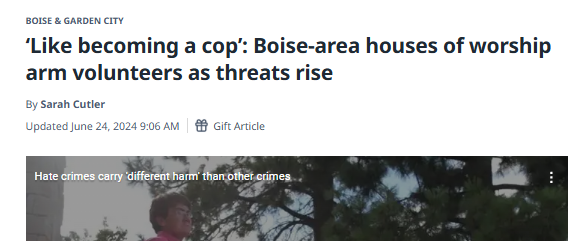 BOISE & GARDEN CITY
‘Like becoming a cop’: Boise-area houses of worship
arm volunteers as threats rise
By Sarah Cutler
Updated June 24, 2024 9:06 AM Gift Article
Hate crimes carry 'different harm' than other crimes